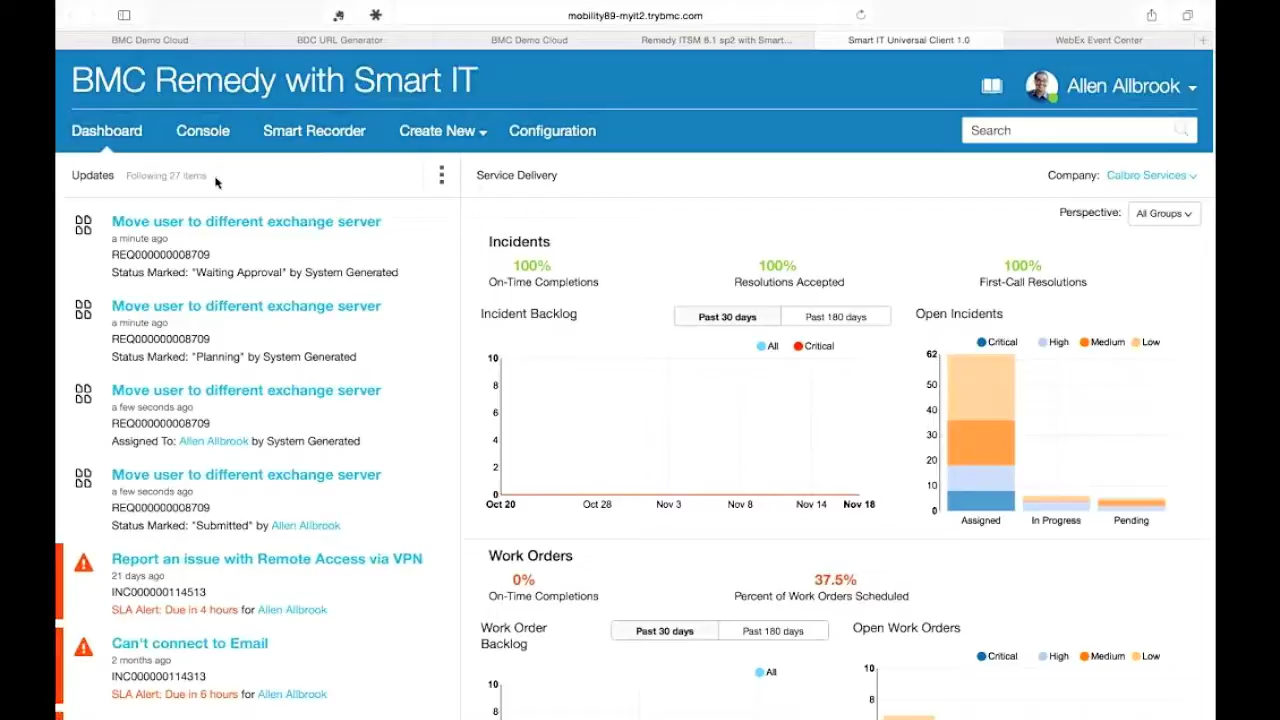 mobility89-myit2.trybmc.com
BMC Demo Cloud
BDC URL Generator
BMC Demo Cloud
Remedy ITSM 8.1 sp2 with Smart...
Smart IT Universal Client 1.0
WebEx Event Center
BMC Remedy with Smart IT
Allen Allbrook
Dashboard
Console
Smart Recorder
Create New
Configuration
Search
Updates
Following 27 Items
Service Delivery
Company: Calbro Services
Perspective: All Groups
Move user to different exchange server
a minute ago
REQ000000008709
Status Marked: "Waiting Approval" by System Generated
Move user to different exchange server
a minute ago
REQ000000008709
Status Marked: "Planning" by System Generated
Move user to different exchange server
a few seconds ago
REQ000000008709
Assigned To: Allen Allbrook by System Generated
Move user to different exchange server
a few seconds ago
REQ000000008709
Status Marked: "Submitted" by Allen Allbrook
Report an issue with Remote Access via VPN
21 days ago
INC000000114513
SLA Alert: Due in 4 hours for Allen Allbrook
Can't connect to Email
2 months ago
INC000000114313
SLA Alert: Due in 6 hours for Allen Allbrook
Incidents
100%
On-Time Completions
100%
Resolutions Accepted
100%
First-Call Resolutions
Incident Backlog
Past 30 days
Past 180 days
All
Critical
10
8
6
4
2
0
Oct 20
Oct 28
Nov 3
Nov 8
Nov 14
Nov 18
Open Incidents
Critical
High
Medium
Low
62
50
40
30
20
10
0
Assigned
In Progress
Pending
Work Orders
0%
On-Time Completions
37.5%
Percent of Work Orders Scheduled
Work Order
Backlog
Past 30 days
Past 180 days
All
10
8
Open Work Orders
Critical
High
Medium
Low
10
8